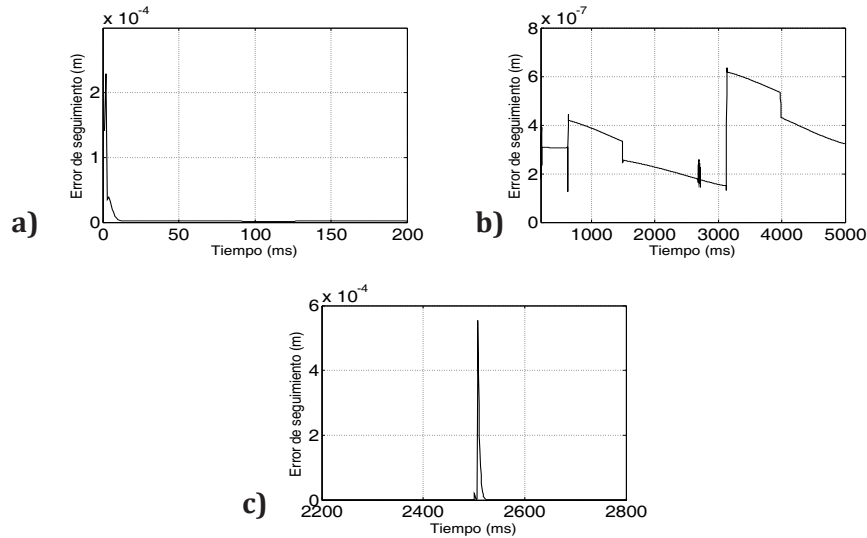 x 10⁻⁴
Error de seguimiento (m)
2
1
0
0 50 100 150 200
Tiempo (ms)
a)
x 10⁻⁷
Error de seguimiento (m)
8
6
4
2
0
1000 2000 3000 4000 5000
Tiempo (ms)
b)
x 10⁻⁴
Error de seguimiento (m)
6
4
2
0
2200 2400 2600 2800
Tiempo (ms)
c)